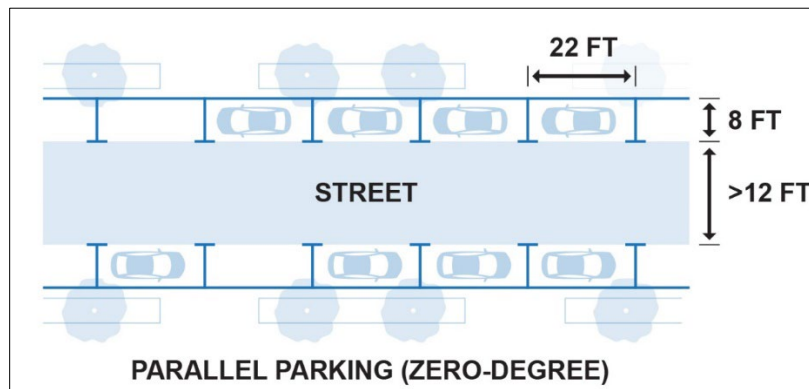 22 FT
8 FT
STREET
>12 FT
PARALLEL PARKING (ZERO-DEGREE)